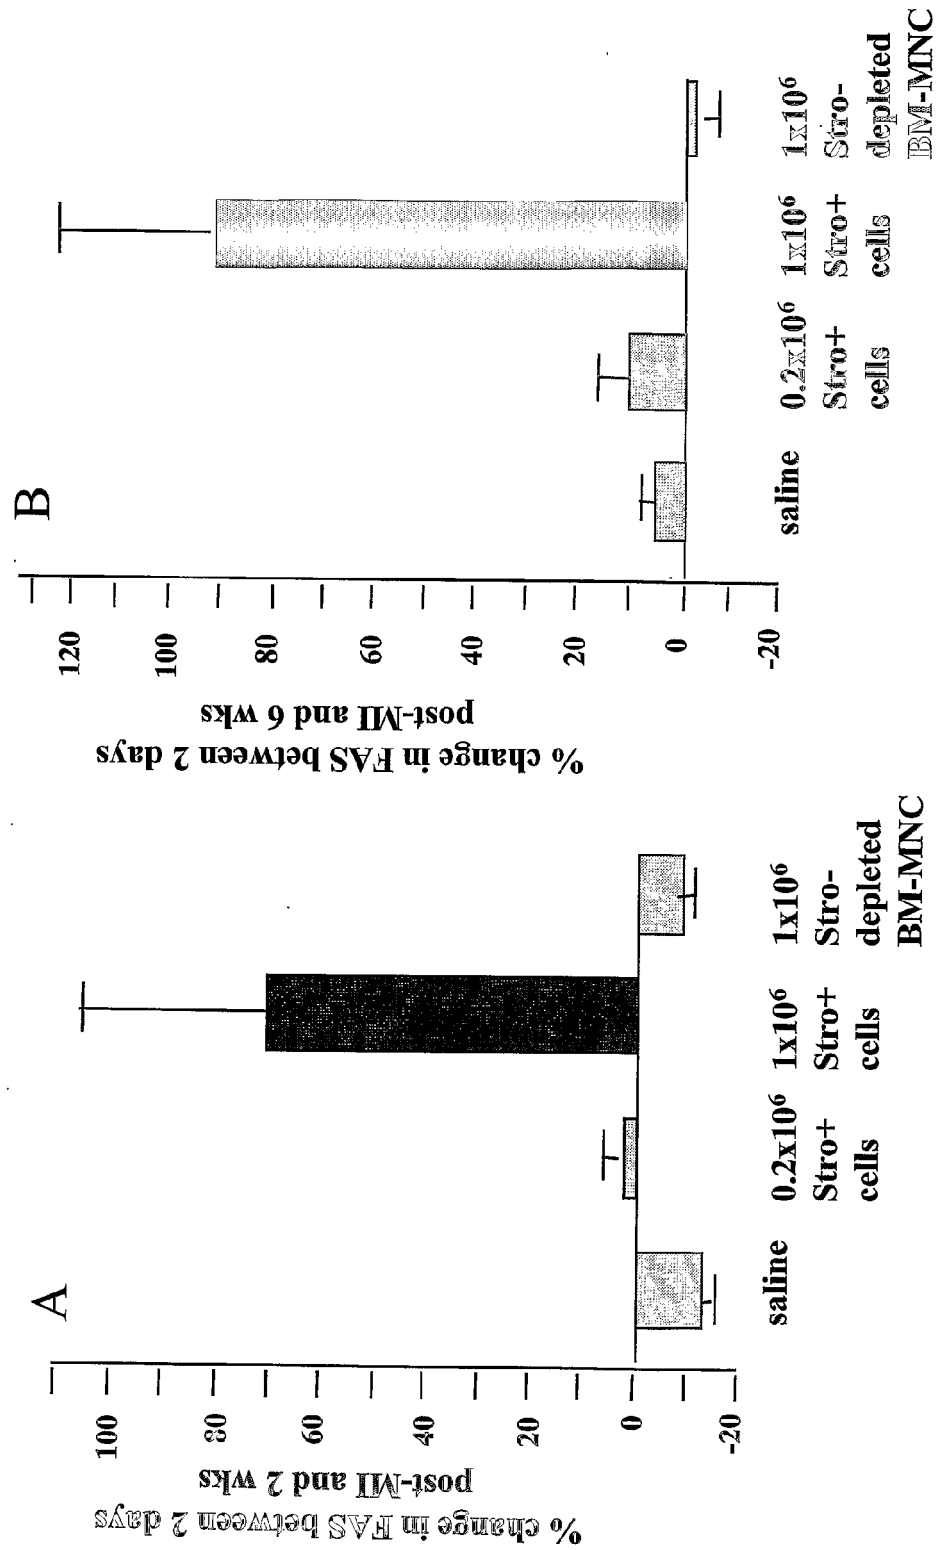 A
% change in FAS between 2 days
post-MI and 2 wks
100
80
60
40
20
0
-20
saline
0.2x10⁶
Stro+
cells
1x10⁶
Stro+
cells
1x10⁶
Stro-
depleted
BM-MNC
B
% change in FAS between 2 days
post-MI and 6 wks
120
100
80
60
40
20
0
-20
saline
0.2x10⁶
Stro+
cells
1x10⁶
Stro+
cells
1x10⁶
Stro-
depleted
BM-MNC